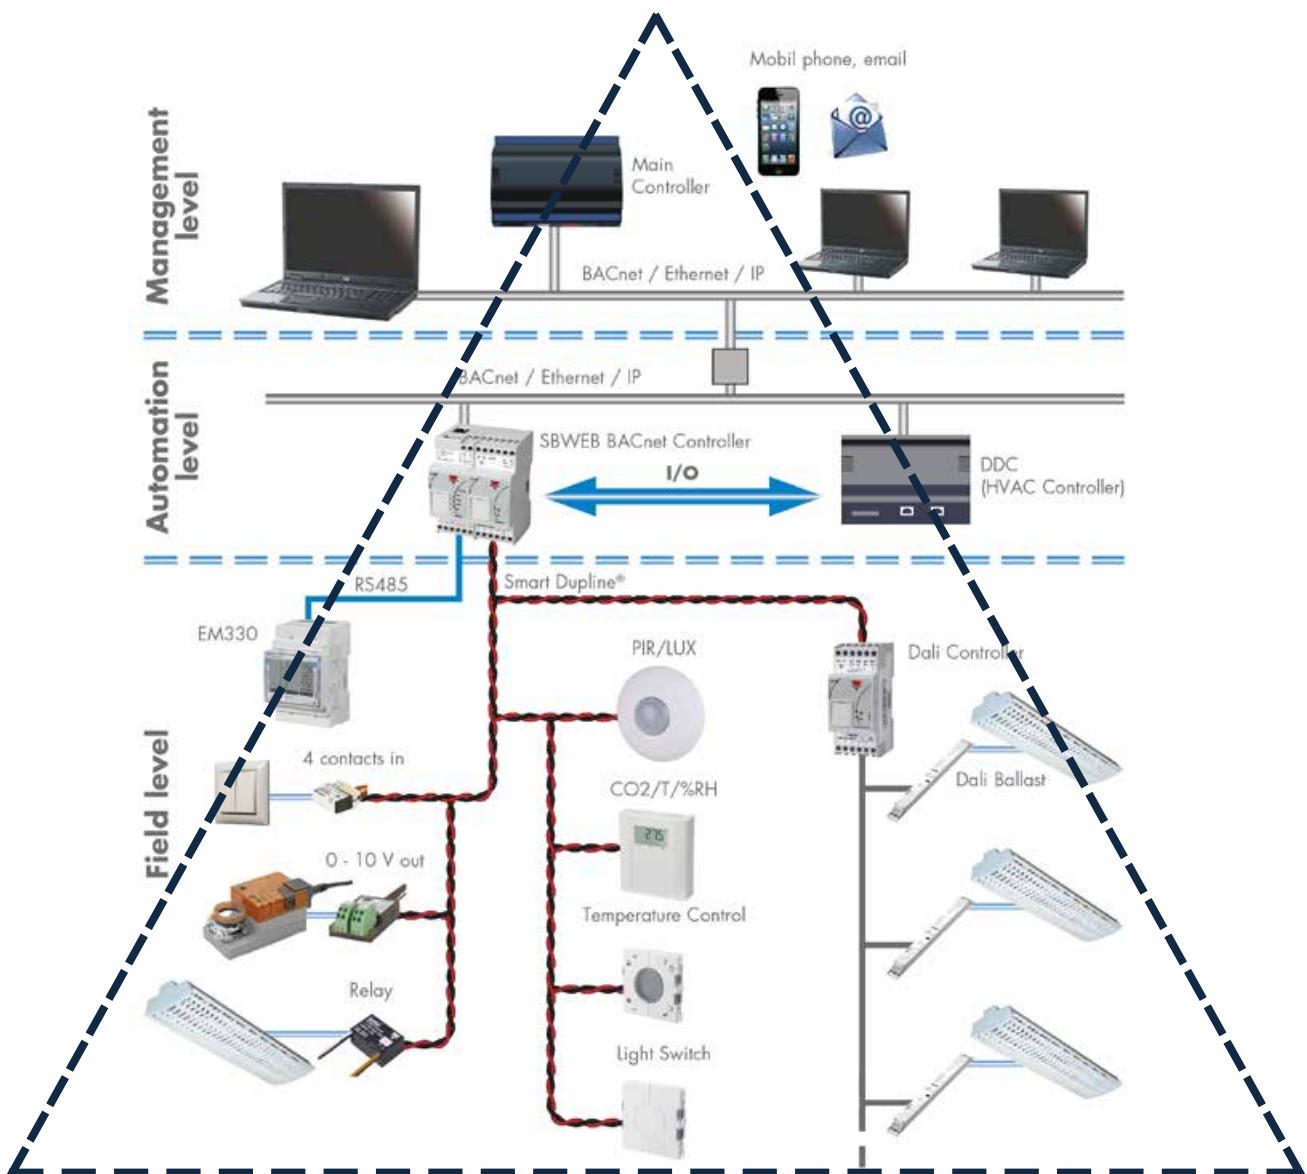 Mobil phone, email
Management
level
Main
Controller
BACnet / Ethernet / IP
Automation
level
BACnet / Ethernet / IP
SBWEB BACnet Controller
I/O
DDC
(HVAC Controller)
RS485
Smart Dupline®
EM330
PIR/LUX
Dali Controller
Field level
4 contacts in
Dali Ballast
CO2/T/%RH
275
0 - 10 V out
Temperature Control
Relay
Light Switch